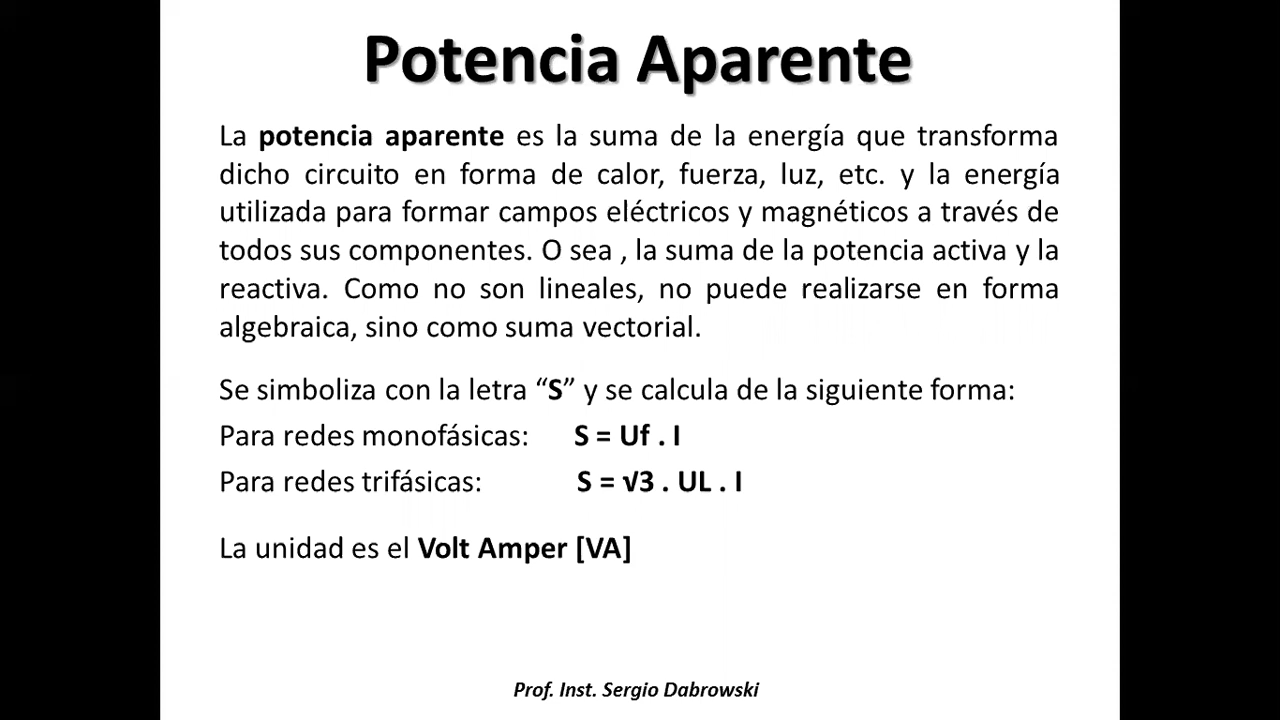 Potencia Aparente
La potencia aparente es la suma de la energía que transforma
dicho circuito en forma de calor, fuerza, luz, etc. y la energía
utilizada para formar campos eléctricos y magnéticos a través de
todos sus componentes. O sea , la suma de la potencia activa y la
reactiva. Como no son lineales, no puede realizarse en forma
algebraica, sino como suma vectorial.
Se simboliza con la letra “S” y se calcula de la siguiente forma:
Para redes monofásicas: S = Uf . I
Para redes trifásicas: S = √3 . UL . I
La unidad es el Volt Amper [VA]
Prof. Inst. Sergio Dabrowski